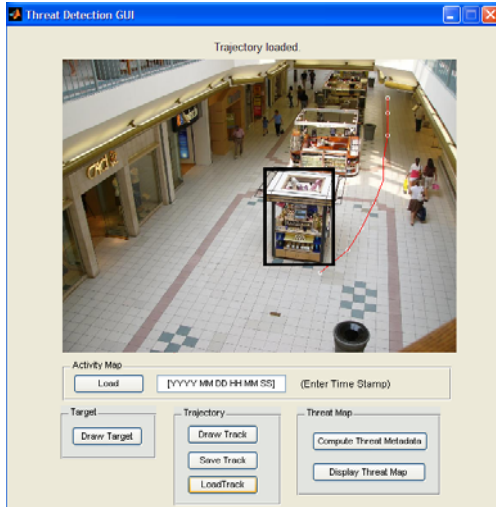 Threat Detection GUI
Trajectory loaded.
Activity Map
Load
[YYYY MM DD HH MM SS]
(Enter Time Stamp)
Target
Draw Target
Trajectory
Draw Track
Save Track
LoadTrack
Threat Map
Compute Threat Metadata
Display Threat Map